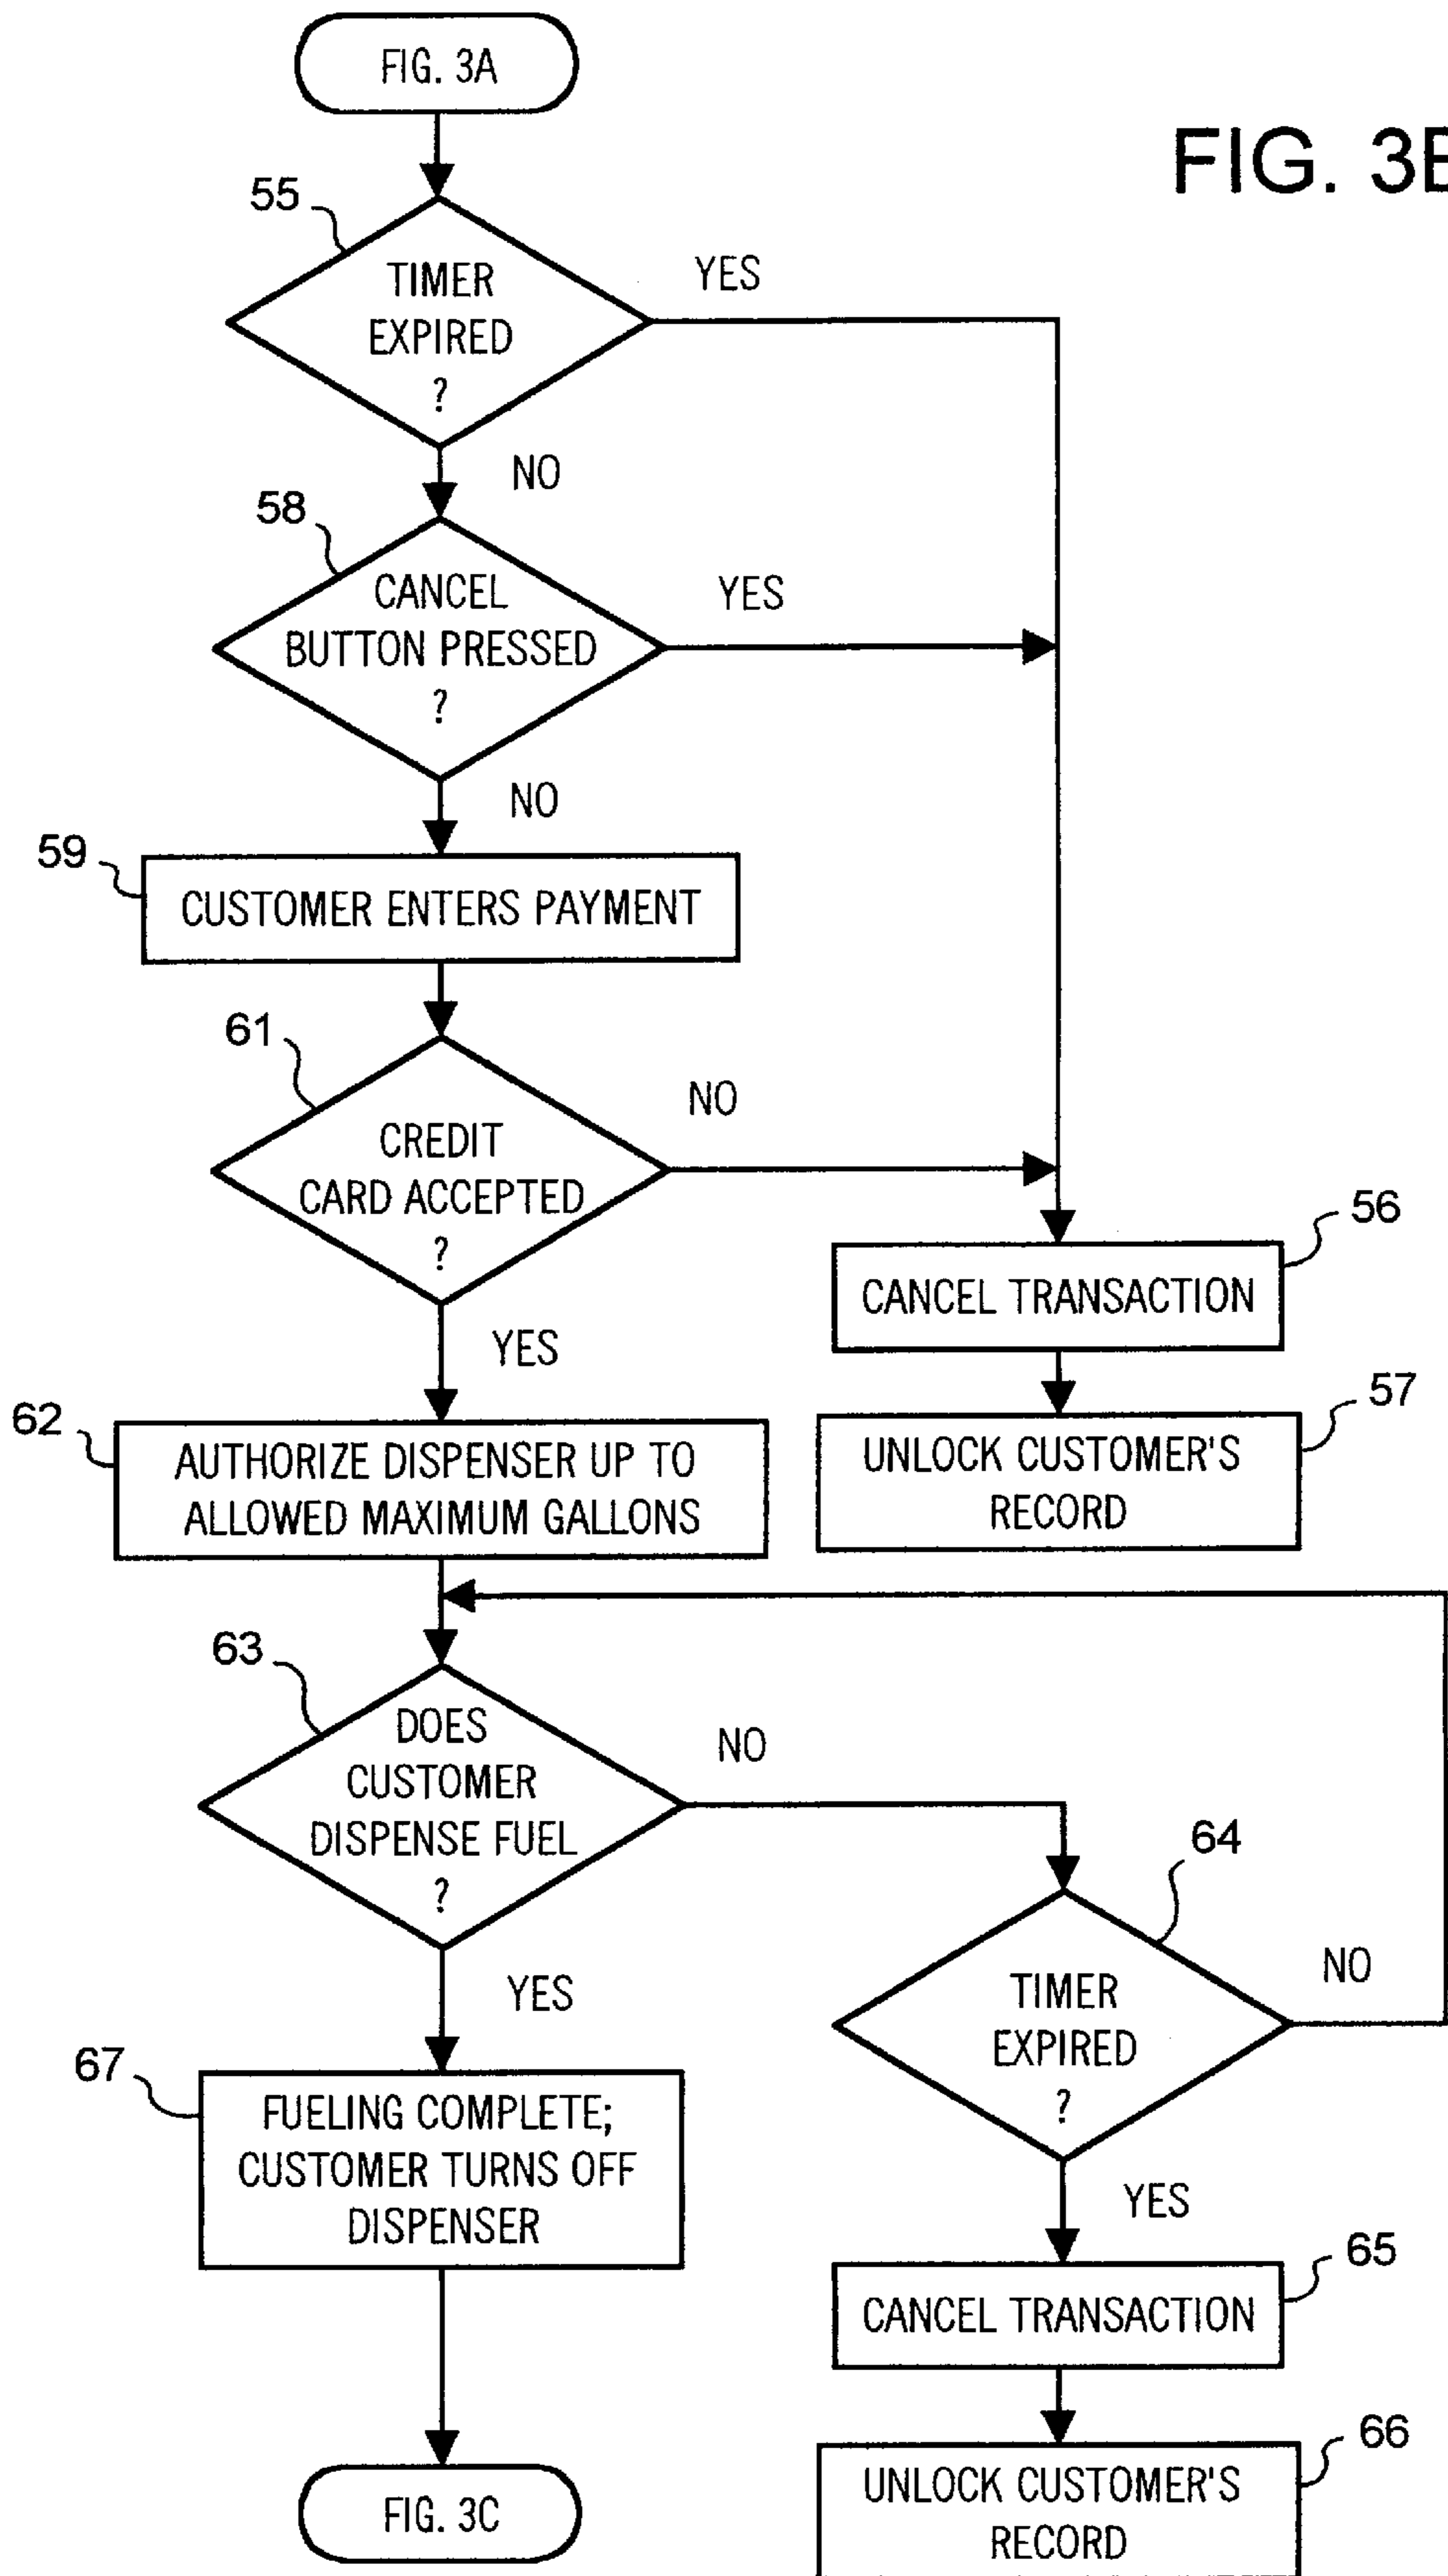 FIG. 3A
FIG. 3B
55
TIMER
EXPIRED
?
YES
NO
58
CANCEL
BUTTON PRESSED
?
YES
NO
59
CUSTOMER ENTERS PAYMENT
61
CREDIT
CARD ACCEPTED
?
NO
YES
56
CANCEL TRANSACTION
57
UNLOCK CUSTOMER'S
RECORD
62
AUTHORIZE DISPENSER UP TO
ALLOWED MAXIMUM GALLONS
63
DOES
CUSTOMER
DISPENSE FUEL
?
NO
YES
64
TIMER
EXPIRED
?
NO
YES
67
FUELING COMPLETE;
CUSTOMER TURNS OFF
DISPENSER
65
CANCEL TRANSACTION
66
UNLOCK CUSTOMER'S
RECORD
FIG. 3C